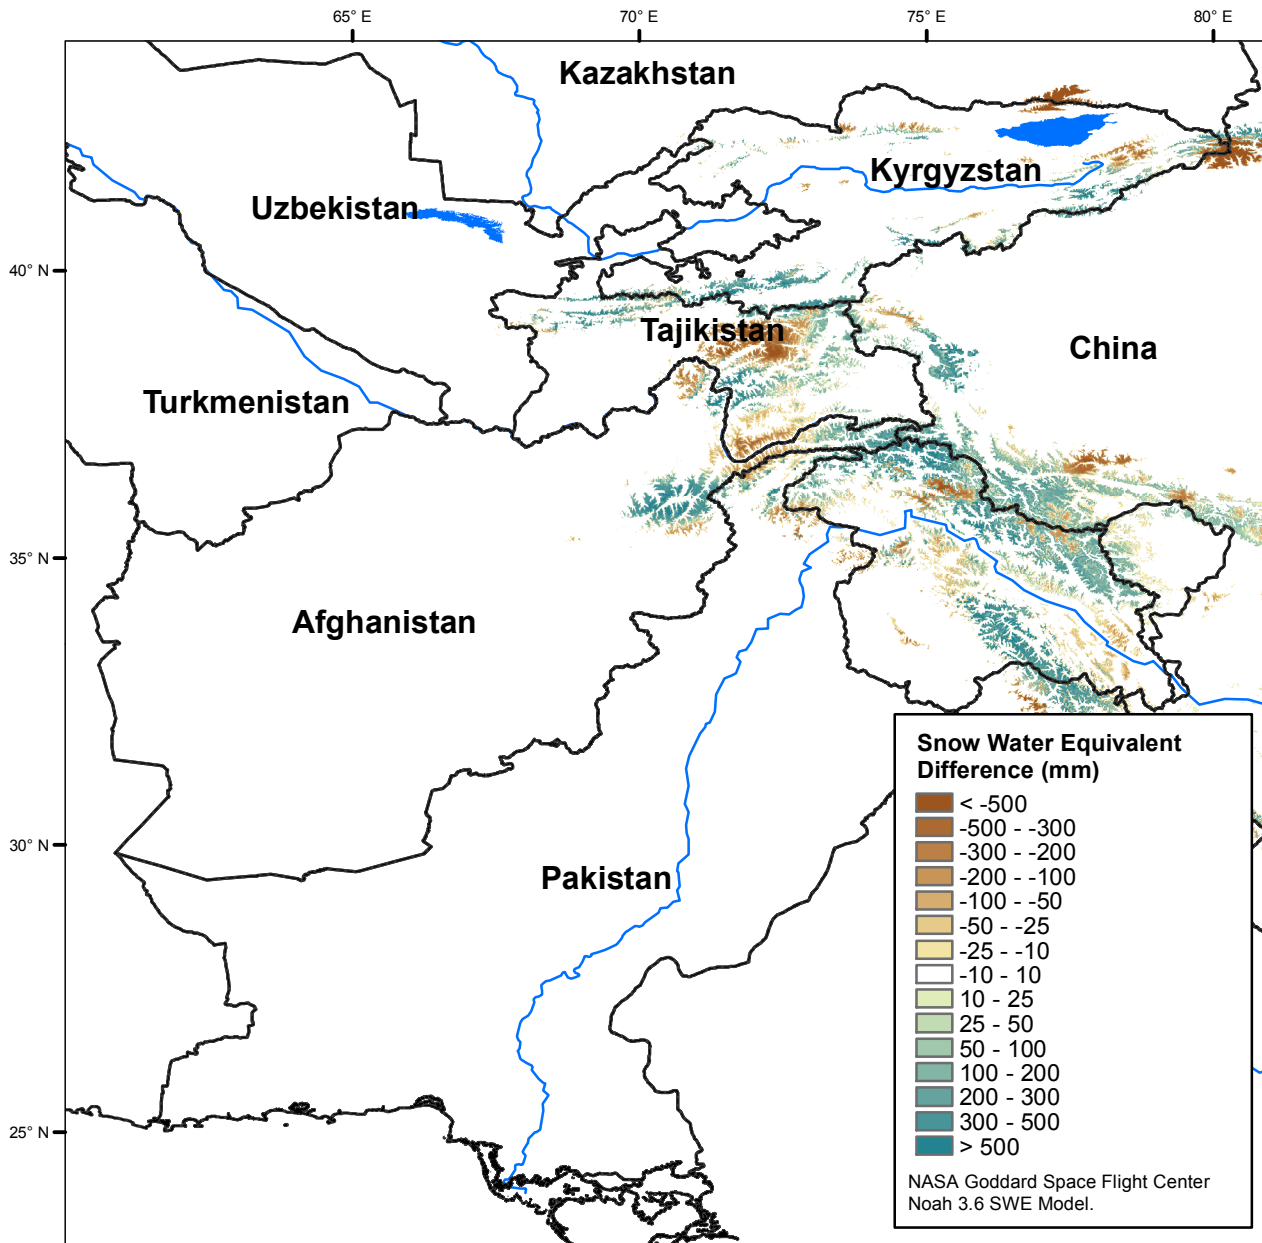 65° E
70° E
75° E
80° E
Kazakhstan
Kyrgyzstan
Uzbekistan
40° N
Tajikistan
China
Turkmenistan
35° N
Afghanistan
30° N
Pakistan
25° N
Snow Water Equivalent
Difference (mm)
< -500
-500 - -300
-300 - -200
-200 - -100
-100 - -50
-50 - -25
-25 - -10
-10 - 10
10 - 25
25 - 50
50 - 100
100 - 200
200 - 300
300 - 500
> 500
NASA Goddard Space Flight Center
Noah 3.6 SWE Model.